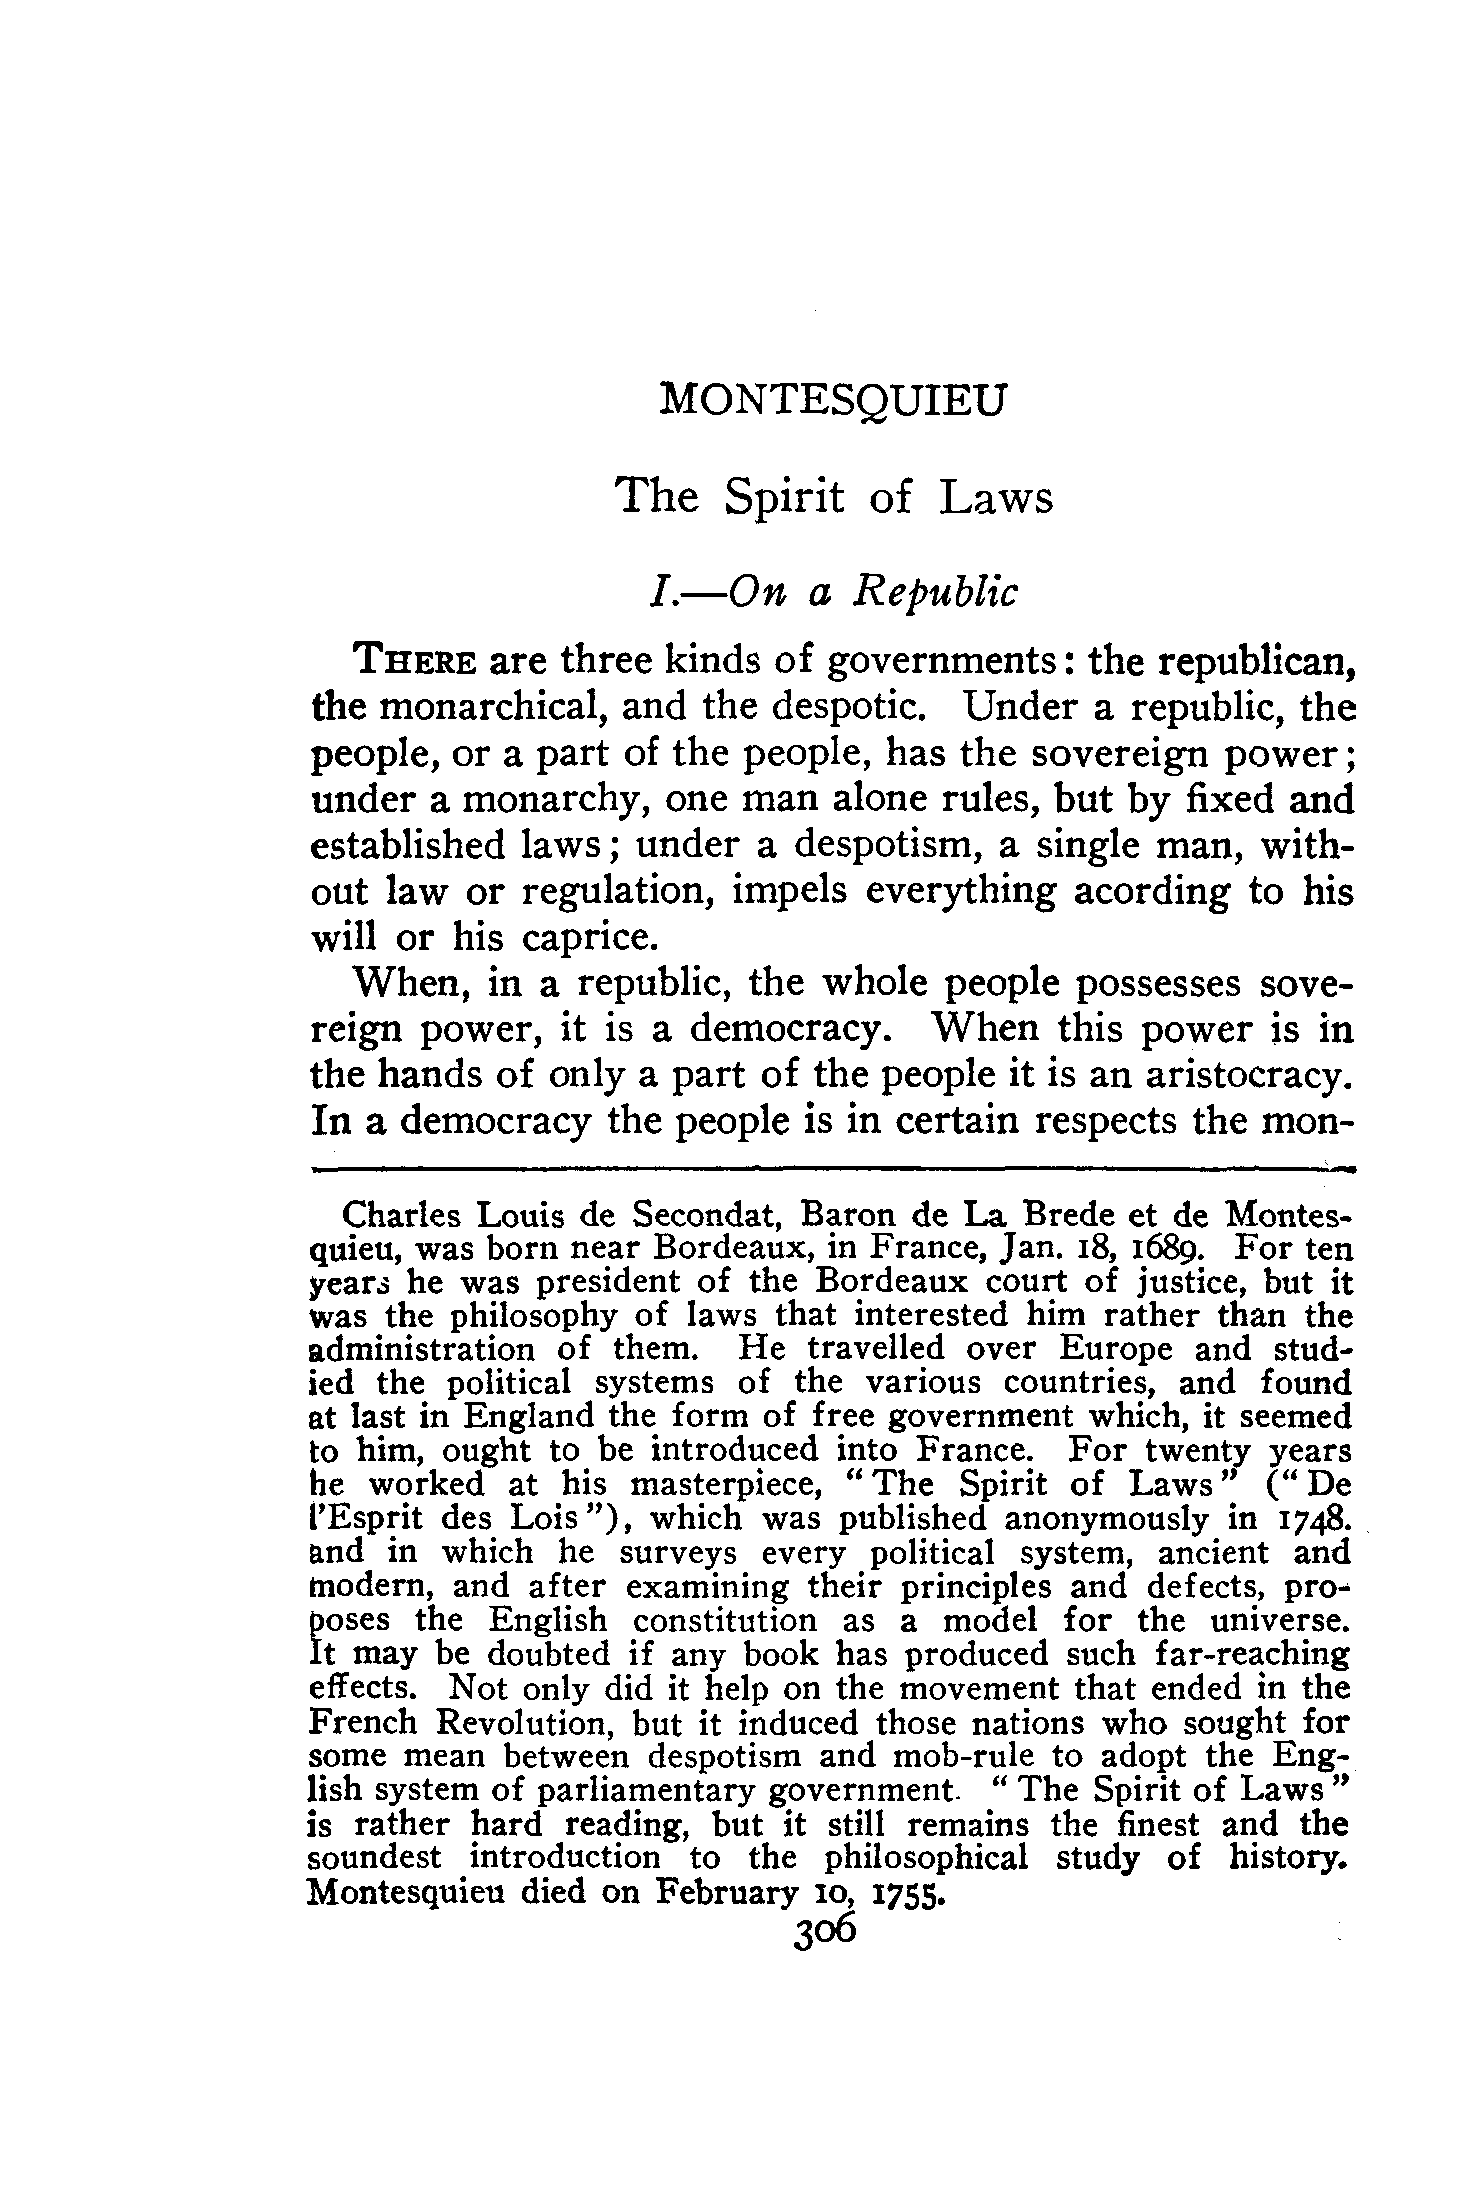 MONTESQUIEU
The Spirit of Laws
I.—On a Republic
THERE are three kinds of governments: the republican,
the monarchical, and the despotic. Under a republic, the
people, or a part of the people, has the sovereign power;
under a monarchy, one man alone rules, but by fixed and
established laws; under a despotism, a single man, with-
out law or regulation, impels everything acording to his
will or his caprice.
When, in a republic, the whole people possesses sove-
reign power, it is a democracy. When this power is in
the hands of only a part of the people it is an aristocracy.
In a democracy the people is in certain respects the mon-
Charles Louis de Secondat, Baron de La Brede et de Montes-
quieu, was born near Bordeaux, in France, Jan. 18, 1689. For ten
years he was president of the Bordeaux court of justice, but it
was the philosophy of laws that interested him rather than the
administration of them. He travelled over Europe and stud-
ied the political systems of the various countries, and found
at last in England the form of free government which, it seemed
to him, ought to be introduced into France. For twenty years
he worked at his masterpiece, "The Spirit of Laws" ("De
l'Esprit des Lois"), which was published anonymously in 1748.
and in which he surveys every political system, ancient and
modern, and after examining their principles and defects, pro-
poses the English constitution as a model for the universe.
It may be doubted if any book has produced such far-reaching
effects. Not only did it help on the movement that ended in the
French Revolution, but it induced those nations who sought for
some mean between despotism and mob-rule to adopt the Eng-
lish system of parliamentary government. "The Spirit of Laws"
is rather hard reading, but it still remains the finest and the
soundest introduction to the philosophical study of history.
Montesquieu died on February 10, 1755.
306